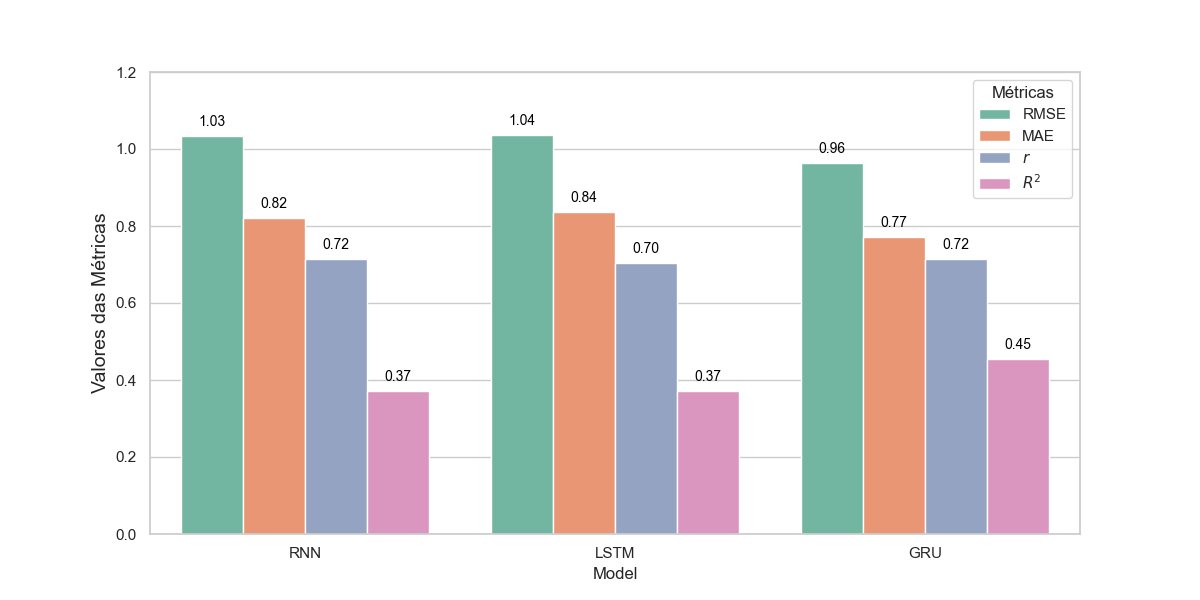 Métricas
RMSE
MAE
r
R²
Valores das Métricas
1.2
1.0
0.8
0.6
0.4
0.2
0.0
1.03
0.82
0.72
0.37
1.04
0.84
0.70
0.37
0.96
0.77
0.72
0.45
RNN
LSTM
GRU
Model